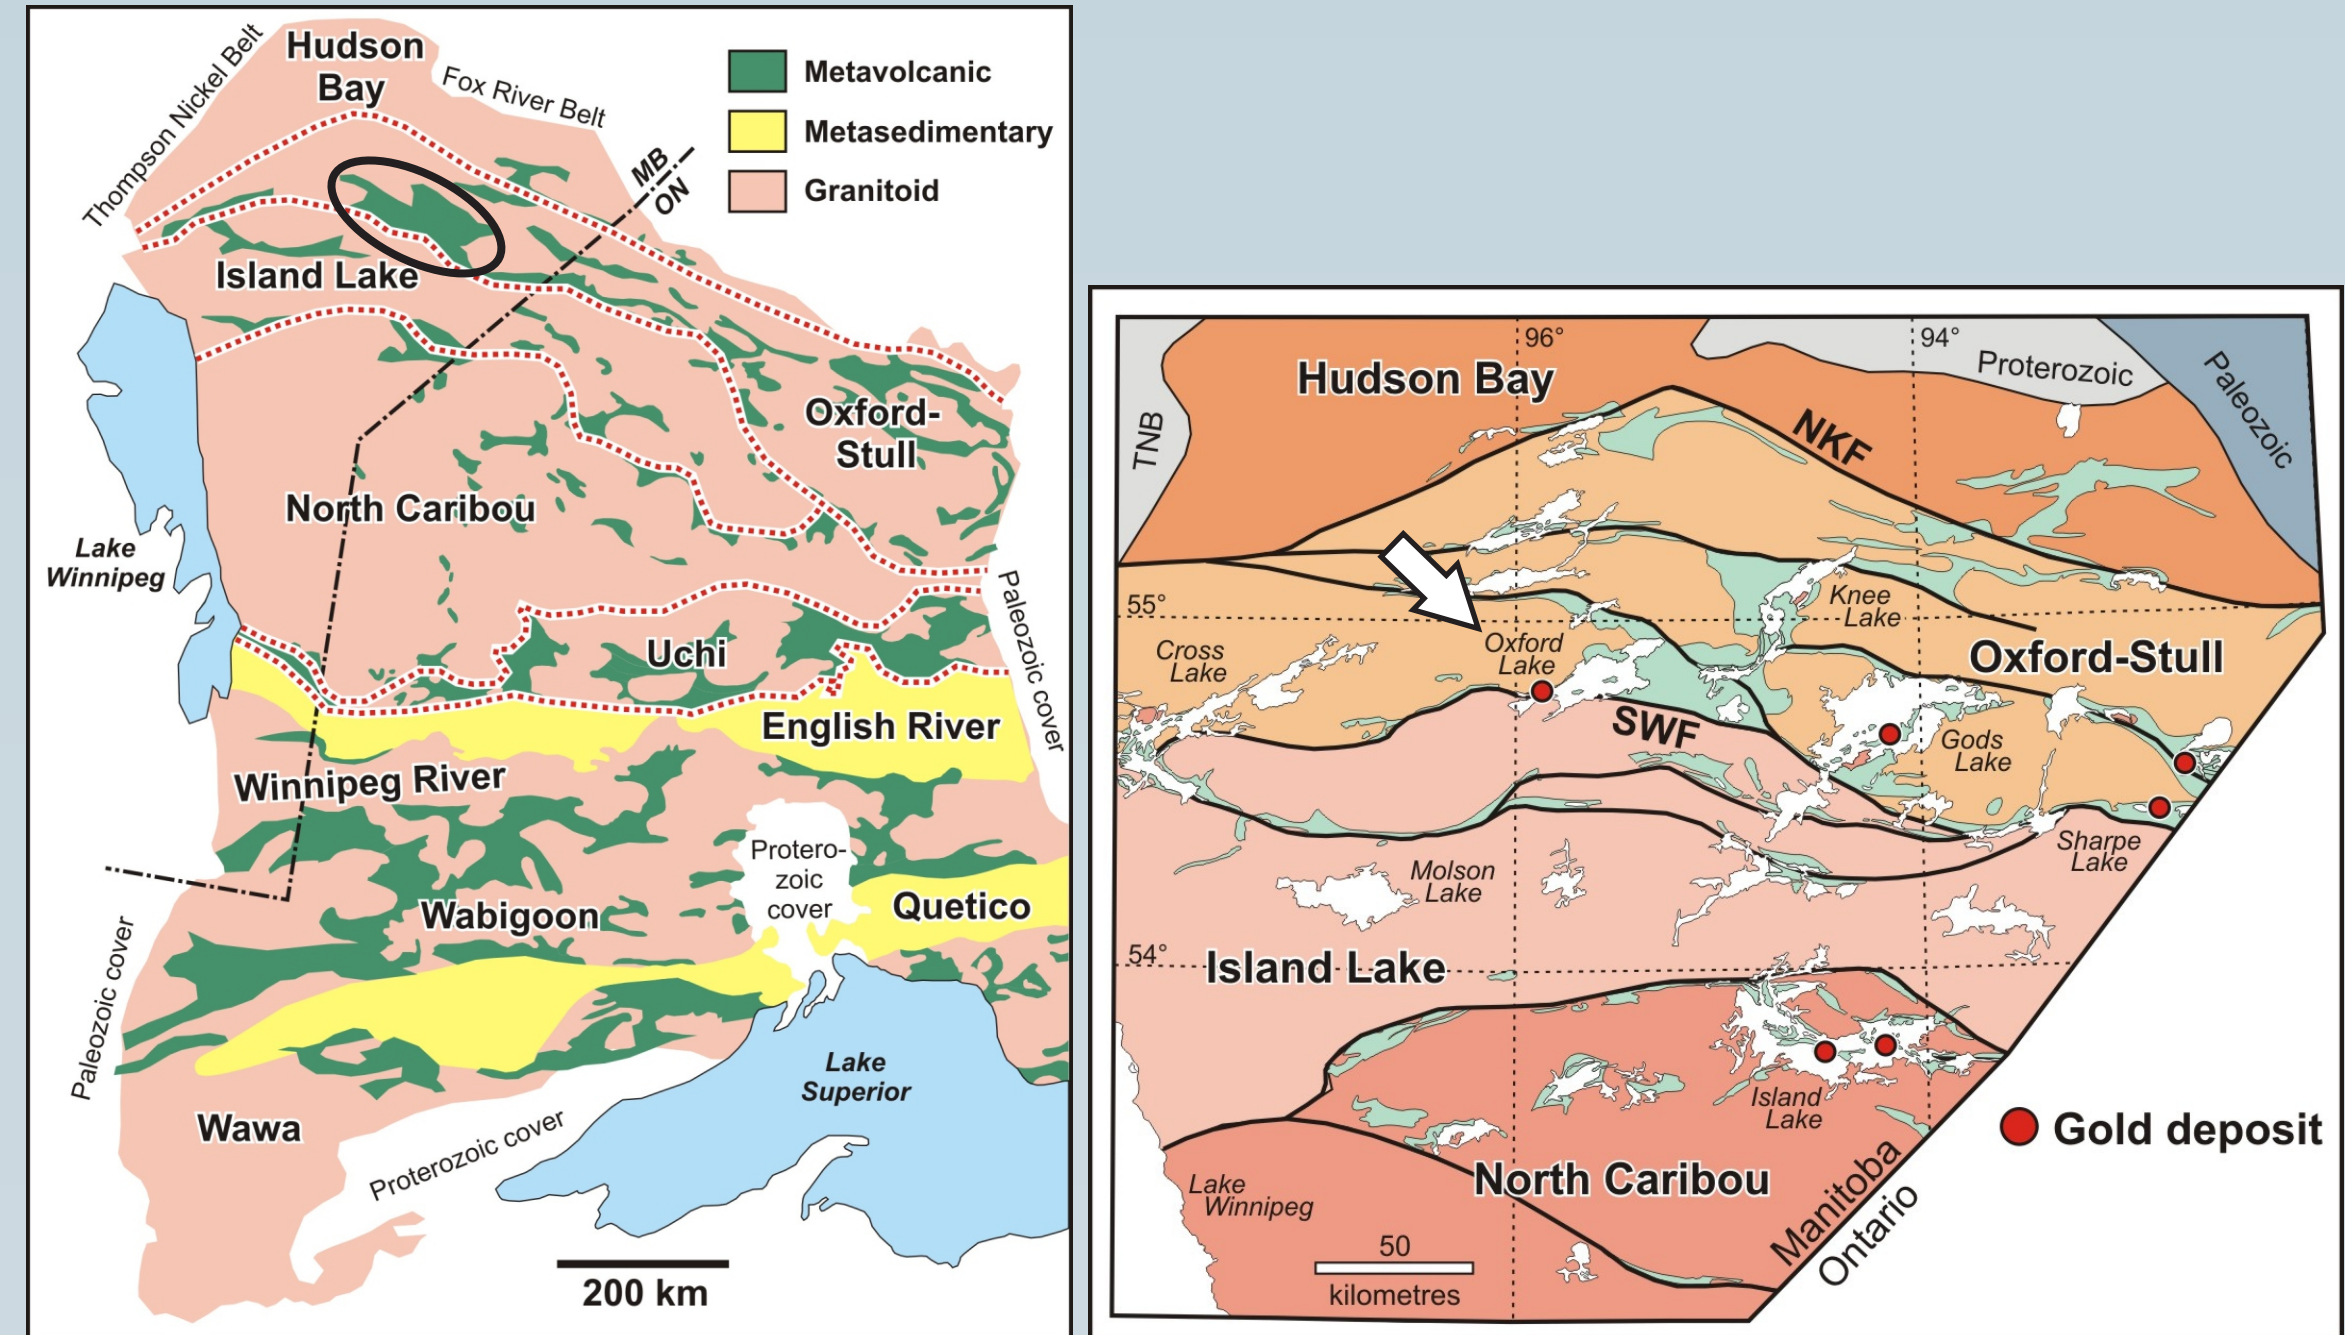 Hudson
Bay
Thompson Nickel Belt
Fox River Belt
MB
ON
Metavolcanic
Metasedimentary
Granitoid
Island Lake
Oxford-
Stull
North Caribou
Lake
Winnipeg
Paleozoic cover
Uchi
English River
Winnipeg River
Protero-
zoic
cover
Quetico
Wabigoon
Paleozoic cover
Lake
Superior
Wawa
Proterozoic cover
200 km
96°
94°
Hudson Bay
Proterozoic
Paleozoic
TNB
NKF
55°
Knee
Lake
Oxford
Lake
Cross
Lake
Oxford-Stull
SWF
Gods
Lake
Sharpe
Lake
Molson
Lake
54°
Island Lake
Island
Lake
Gold deposit
North Caribou
Lake
Winnipeg
Manitoba
Ontario
50
kilometres